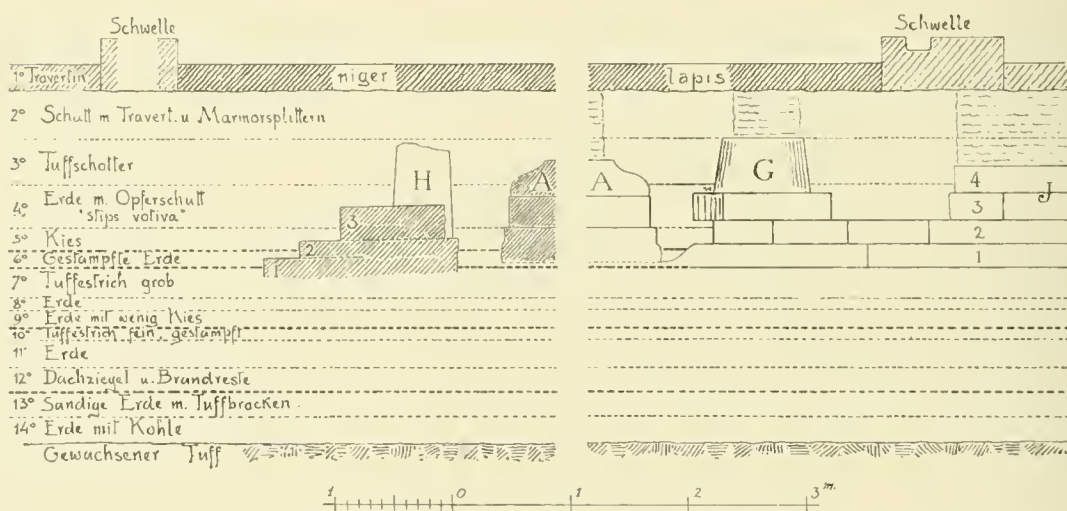 Schwelle
Schwelle
1° Travertin
niger
lapis
2° Schutt m Travert. u Marmorsplittern
3° Tuffschotter
H
A
A
G
4
J
4° Erde m. Opferschutt
"stips votiva"
3
3
5° Kies
2
2
6° Gestampfte Erde
1
1
7° Tuffestrich grob
8° Erde
9° Erde mit wenig Kies
10° Tuffestrich fein, gestampft
11° Erde
12° Dachziegel u. Brandreste
13° Sandige Erde m. Tuffbrocken.
14° Erde mit Kohle
Gewachsener Tuff
1 0 1 2 3 m.